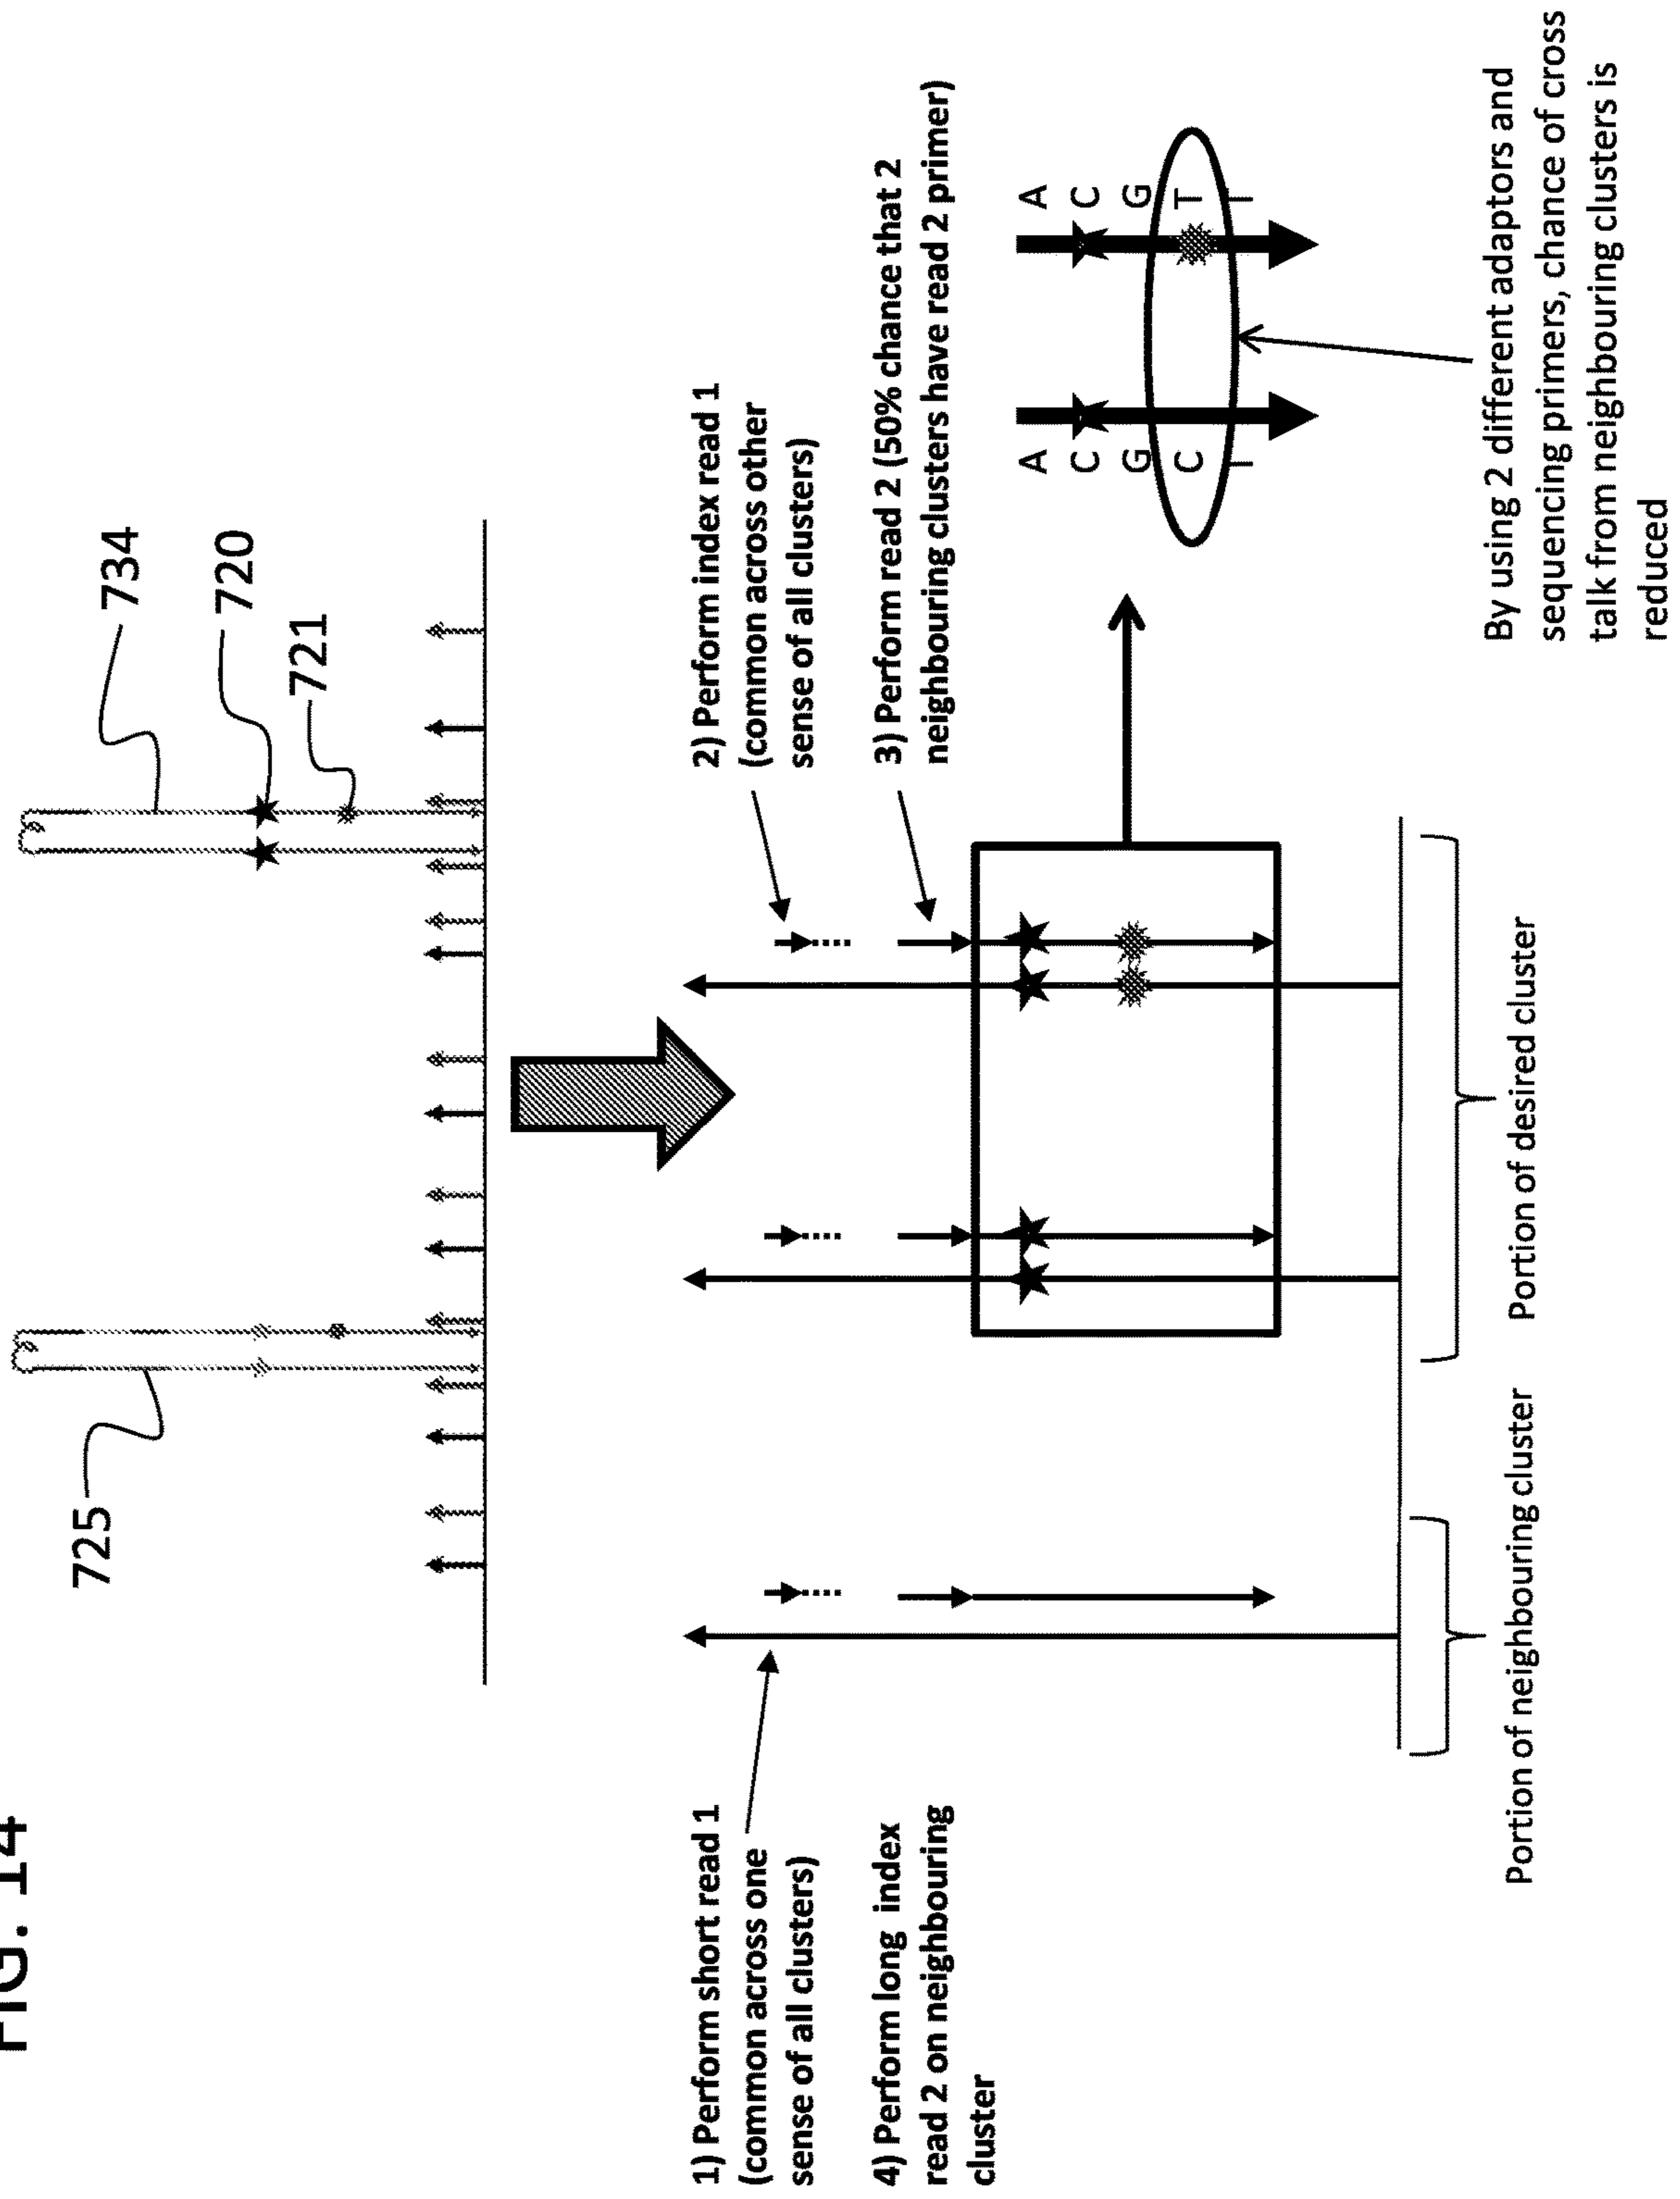 FIG. 14
725
734
720
721
1) Perform short read 1
(common across one
sense of all clusters)
4) Perform long index
read 2 on neighbouring
cluster
2) Perform index read 1
(common across other
sense of all clusters)
3) Perform read 2 (50% chance that 2
neighbouring clusters have read 2 primer)
A
C
G
C
T
A
C
G
T
T
Portion of neighbouring cluster
Portion of desired cluster
By using 2 different adaptors and
sequencing primers, chance of cross
talk from neighbouring clusters is
reduced